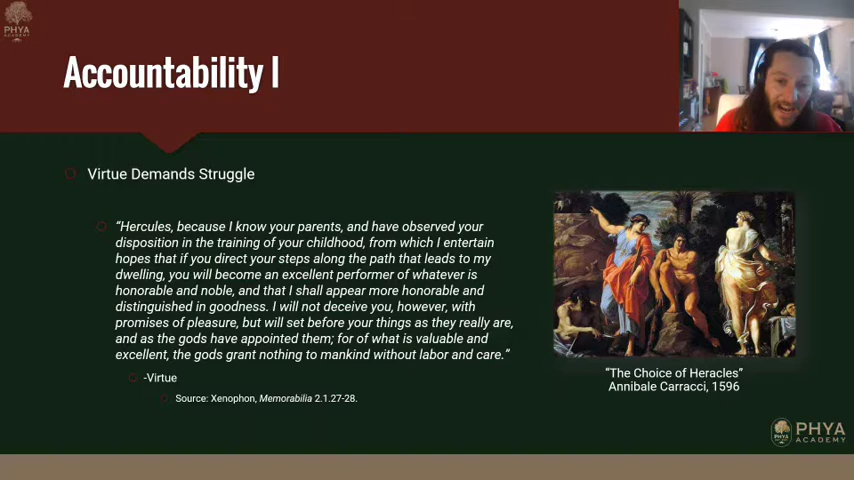 PHYA
ACADEMY
Accountability I
Virtue Demands Struggle
“Hercules, because I know your parents, and have observed your
disposition in the training of your childhood, from which I entertain
hopes that if you direct your steps along the path that leads to my
dwelling, you will become an excellent performer of whatever is
honorable and noble, and that I shall appear more honorable and
distinguished in goodness. I will not deceive you, however, with
promises of pleasure, but will set before your things as they really are,
and as the gods have appointed them; for of what is valuable and
excellent, the gods grant nothing to mankind without labor and care.”
-Virtue
Source: Xenophon, Memorabilia 2.1.27-28.
“The Choice of Heracles”
Annibale Carracci, 1596
PHYA
PHYA
ACADEMY